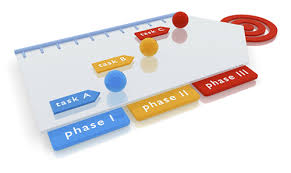 task C
task B
task A
phase I
phase II
phase III